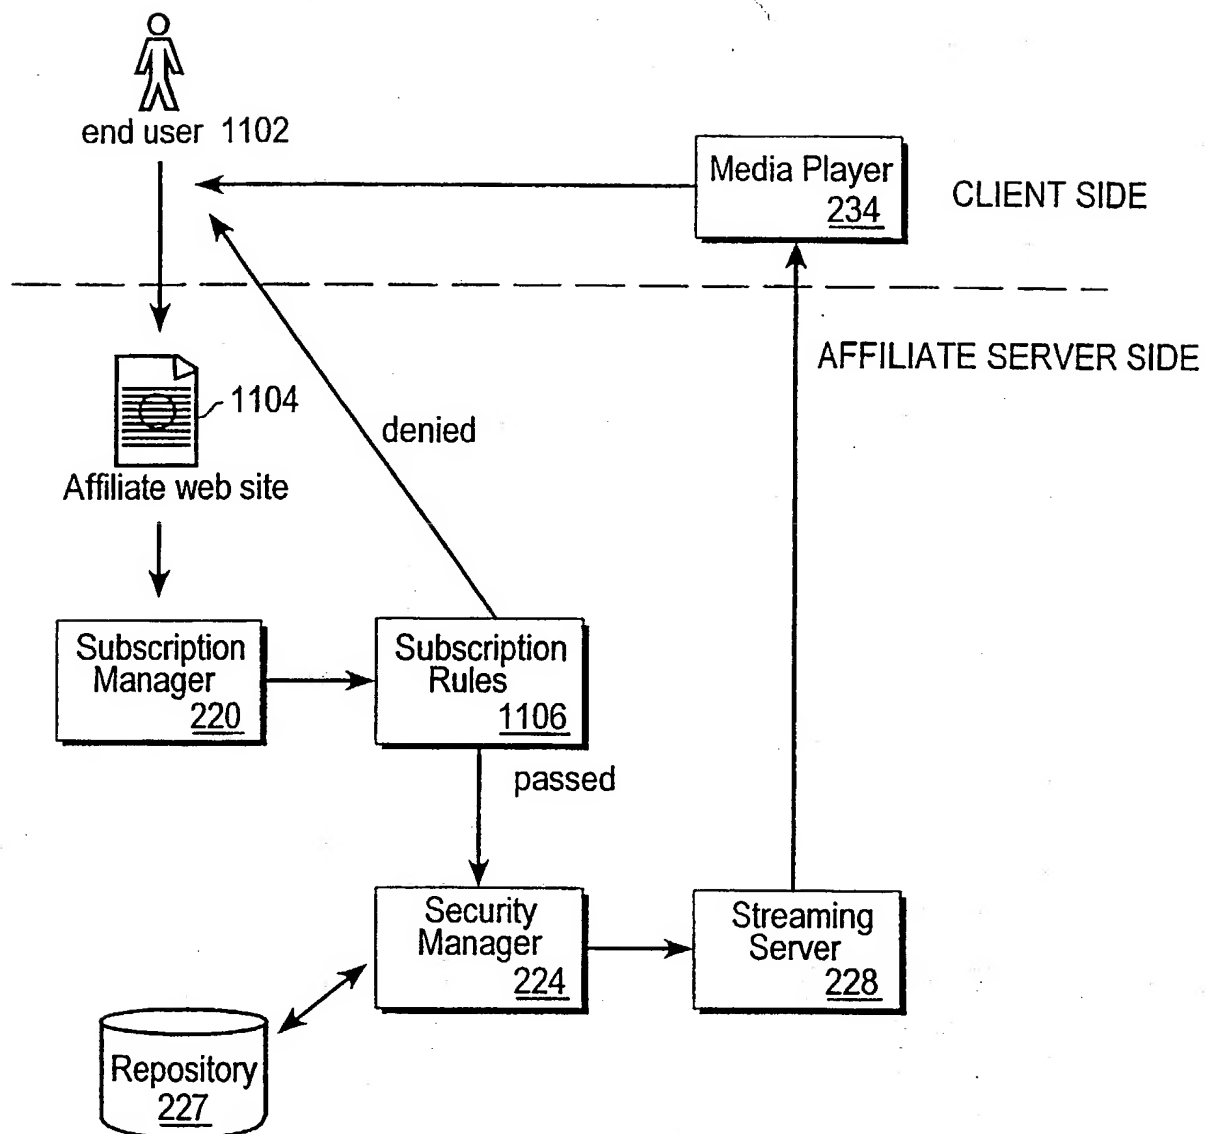 end user 1102
Media Player
234
CLIENT SIDE
AFFILIATE SERVER SIDE
1104
denied
Affiliate web site
Subscription
Manager
220
Subscription
Rules
1106
passed
Security
Manager
224
Streaming
Server
228
Repository
227